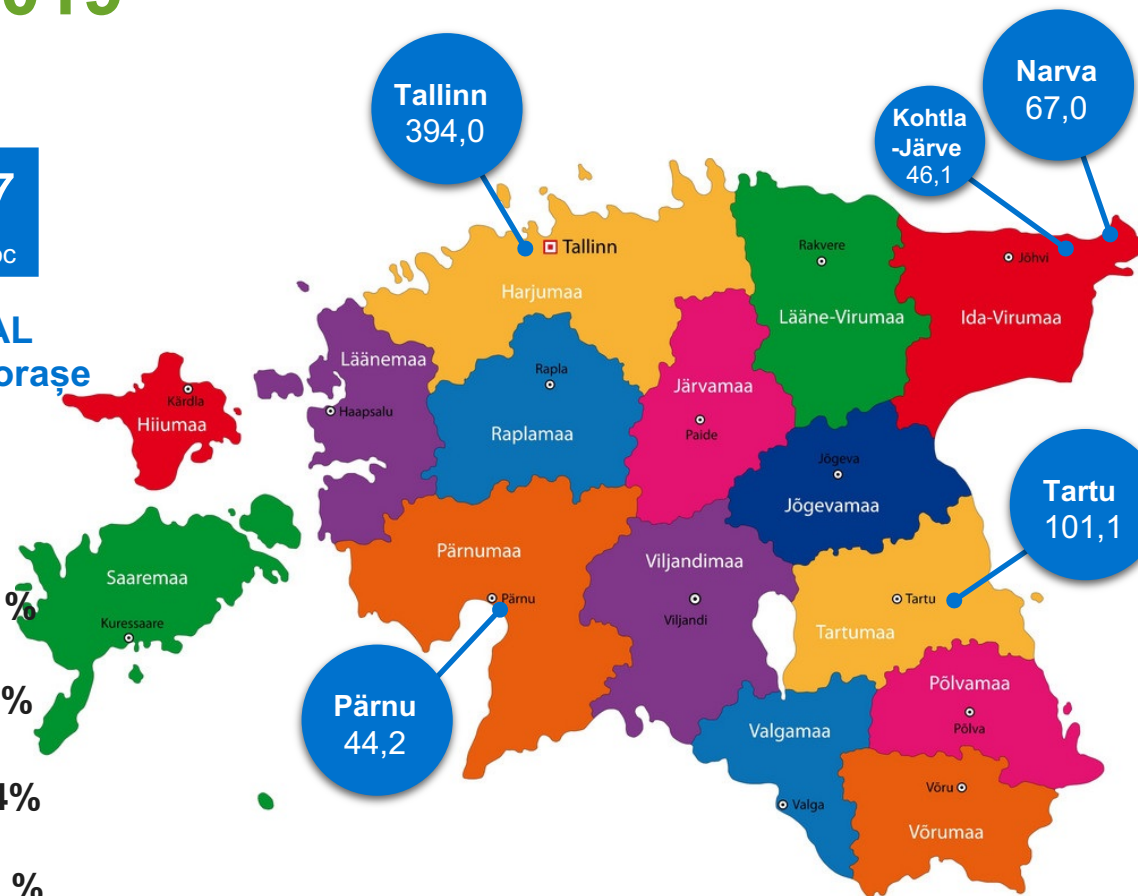 Tallinn
394,0
Narva
67,0
Kohtla
-Järve
46,1
Tallinn
Rakvere
Jõhvi
Harjumaa
Lääne-Virumaa
Ida-Virumaa
orașe
Läänemaa
Rapla
Järvamaa
Kärdla
Haapsalu
Hiiumaa
Raplamaa
Paide
Jõgeva
Jõgevamaa
Tartu
101,1
Pärnumaa
Viljandimaa
Saaremaa
Pärnu
Tartu
%
Kuressaare
Viljandi
Tartumaa
Põlvamaa
%
Pärnu
44,2
Valgamaa
Põlva
4%
Valga
Võru
Võrumaa
%